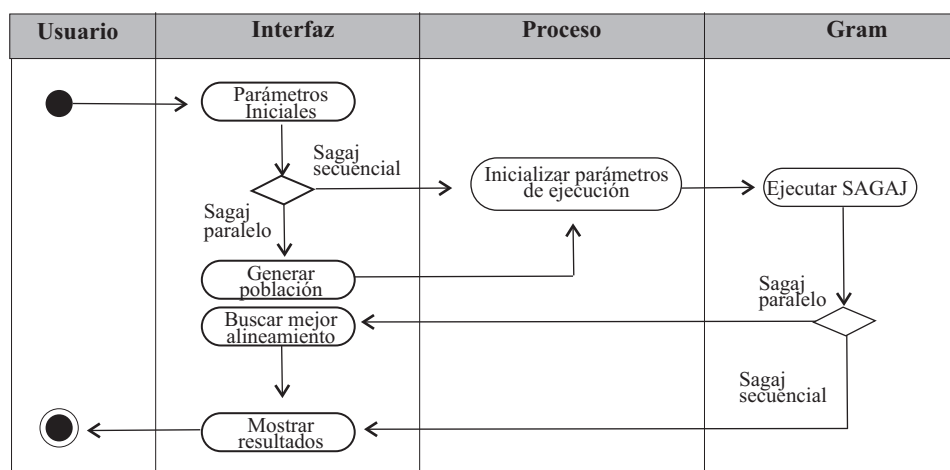 Usuario
Interfaz
Proceso
Gram
Parámetros
Iniciales
Sagaj
secuencial
Inicializar parámetros
de ejecución
Ejecutar SAGAJ
Sagaj
paralelo
Generar
población
Sagaj
paralelo
Buscar mejor
alineamiento
Sagaj
secuencial
Mostrar
resultados